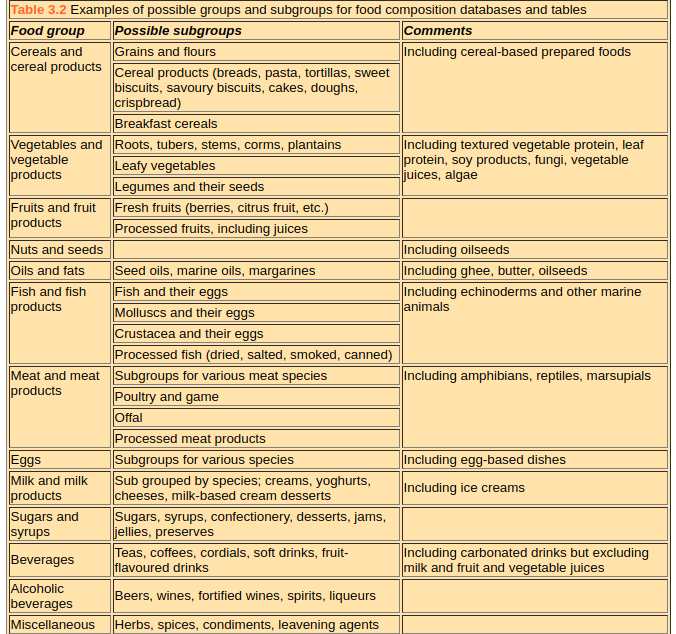 Table 3.2 Examples of possible groups and subgroups for food composition databases and tables
Food group Possible subgroups Comments
Cereals and
cereal products
Grains and flours
Including cereal-based prepared foods
Cereal products (breads, pasta, tortillas, sweet
biscuits, savoury biscuits, cakes, doughs,
crispbread)
Breakfast cereals
Vegetables and
vegetable
products
Roots, tubers, stems, corms, plantains
Including textured vegetable protein, leaf
protein, soy products, fungi, vegetable
juices, algae
Leafy vegetables
Legumes and their seeds
Fruits and fruit
products
Fresh fruits (berries, citrus fruit, etc.)
Processed fruits, including juices
Nuts and seeds
Including oilseeds
Oils and fats
Seed oils, marine oils, margarines
Including ghee, butter, oilseeds
Fish and fish
products
Fish and their eggs
Including echinoderms and other marine
animals
Molluscs and their eggs
Crustacea and their eggs
Processed fish (dried, salted, smoked, canned)
Meat and meat
products
Subgroups for various meat species
Including amphibians, reptiles, marsupials
Poultry and game
Offal
Processed meat products
Eggs
Subgroups for various species
Including egg-based dishes
Milk and milk
products
Sub grouped by species; creams, yoghurts,
cheeses, milk-based cream desserts
Including ice creams
Sugars and
syrups
Sugars, syrups, confectionery, desserts, jams,
jellies, preserves
Beverages
Teas, coffees, cordials, soft drinks, fruit-
flavoured drinks
Including carbonated drinks but excluding
milk and fruit and vegetable juices
Alcoholic
beverages
Beers, wines, fortified wines, spirits, liqueurs
Miscellaneous
Herbs, spices, condiments, leavening agents